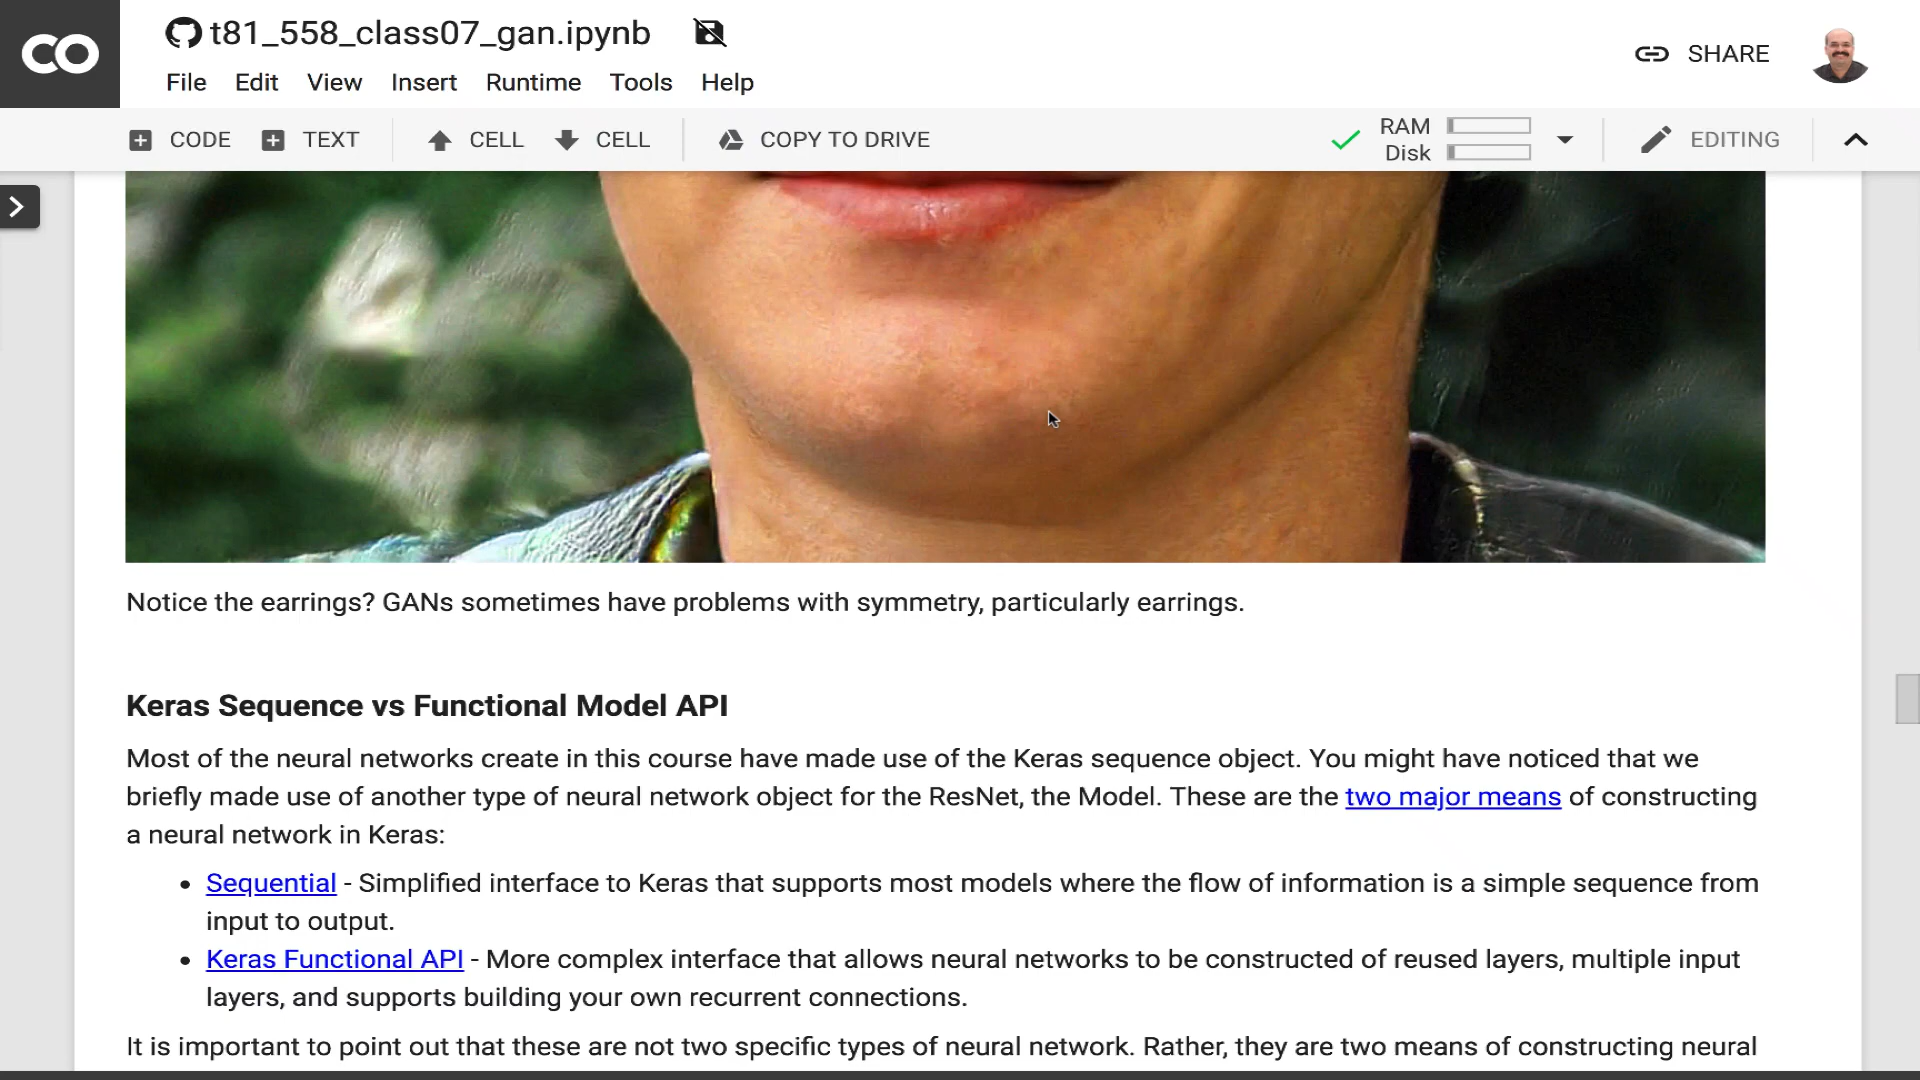 CO
t81_558_class07_gan.ipynb
File Edit View Insert Runtime Tools Help
SHARE
CODE TEXT CELL CELL COPY TO DRIVE
RAM
Disk
EDITING
Notice the earrings? GANs sometimes have problems with symmetry, particularly earrings.
Keras Sequence vs Functional Model API
Most of the neural networks create in this course have made use of the Keras sequence object. You might have noticed that we
briefly made use of another type of neural network object for the ResNet, the Model. These are the two major means of constructing
a neural network in Keras:
• Sequential - Simplified interface to Keras that supports most models where the flow of information is a simple sequence from
input to output.
• Keras Functional API - More complex interface that allows neural networks to be constructed of reused layers, multiple input
layers, and supports building your own recurrent connections.
It is important to point out that these are not two specific types of neural network. Rather, they are two means of constructing neural